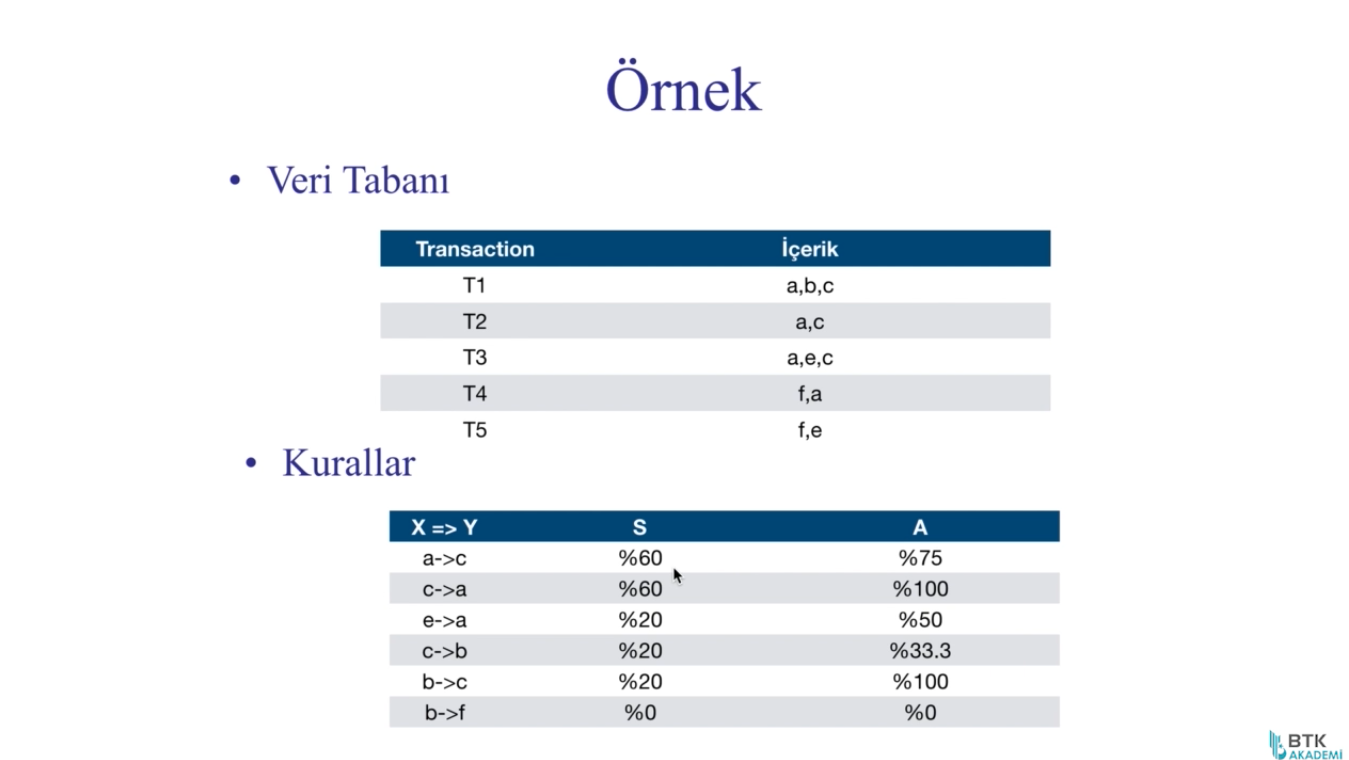 Örnek
• Veri Tabanı
Transaction İçerik
T1 a,b,c
T2 a,c
T3 a,e,c
T4 f,a
T5 f,e
• Kurallar
X => Y S A
a->c %60 %75
c->a %60 %100
e->a %20 %50
c->b %20 %33.3
b->c %20 %100
b->f %0 %0
BTK
AKADEMİ